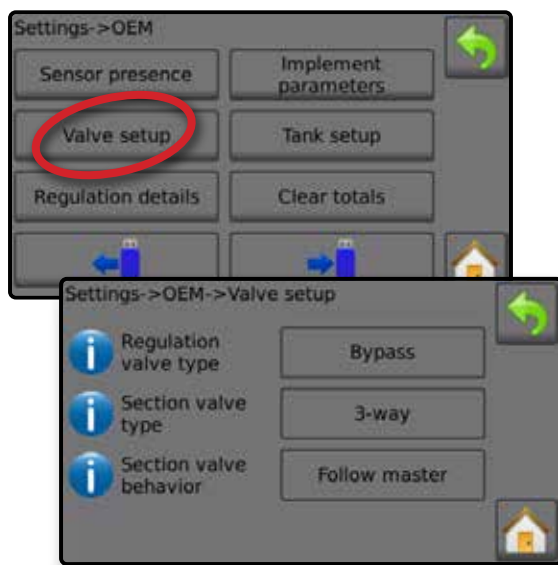 Settings->OEM
Sensor presence
Implement
parameters
Valve setup
Tank setup
Regulation details
Clear totals
Settings->OEM->Valve setup
Regulation
valve type
Bypass
Section valve
type
3-way
Section valve
behavior
Follow master